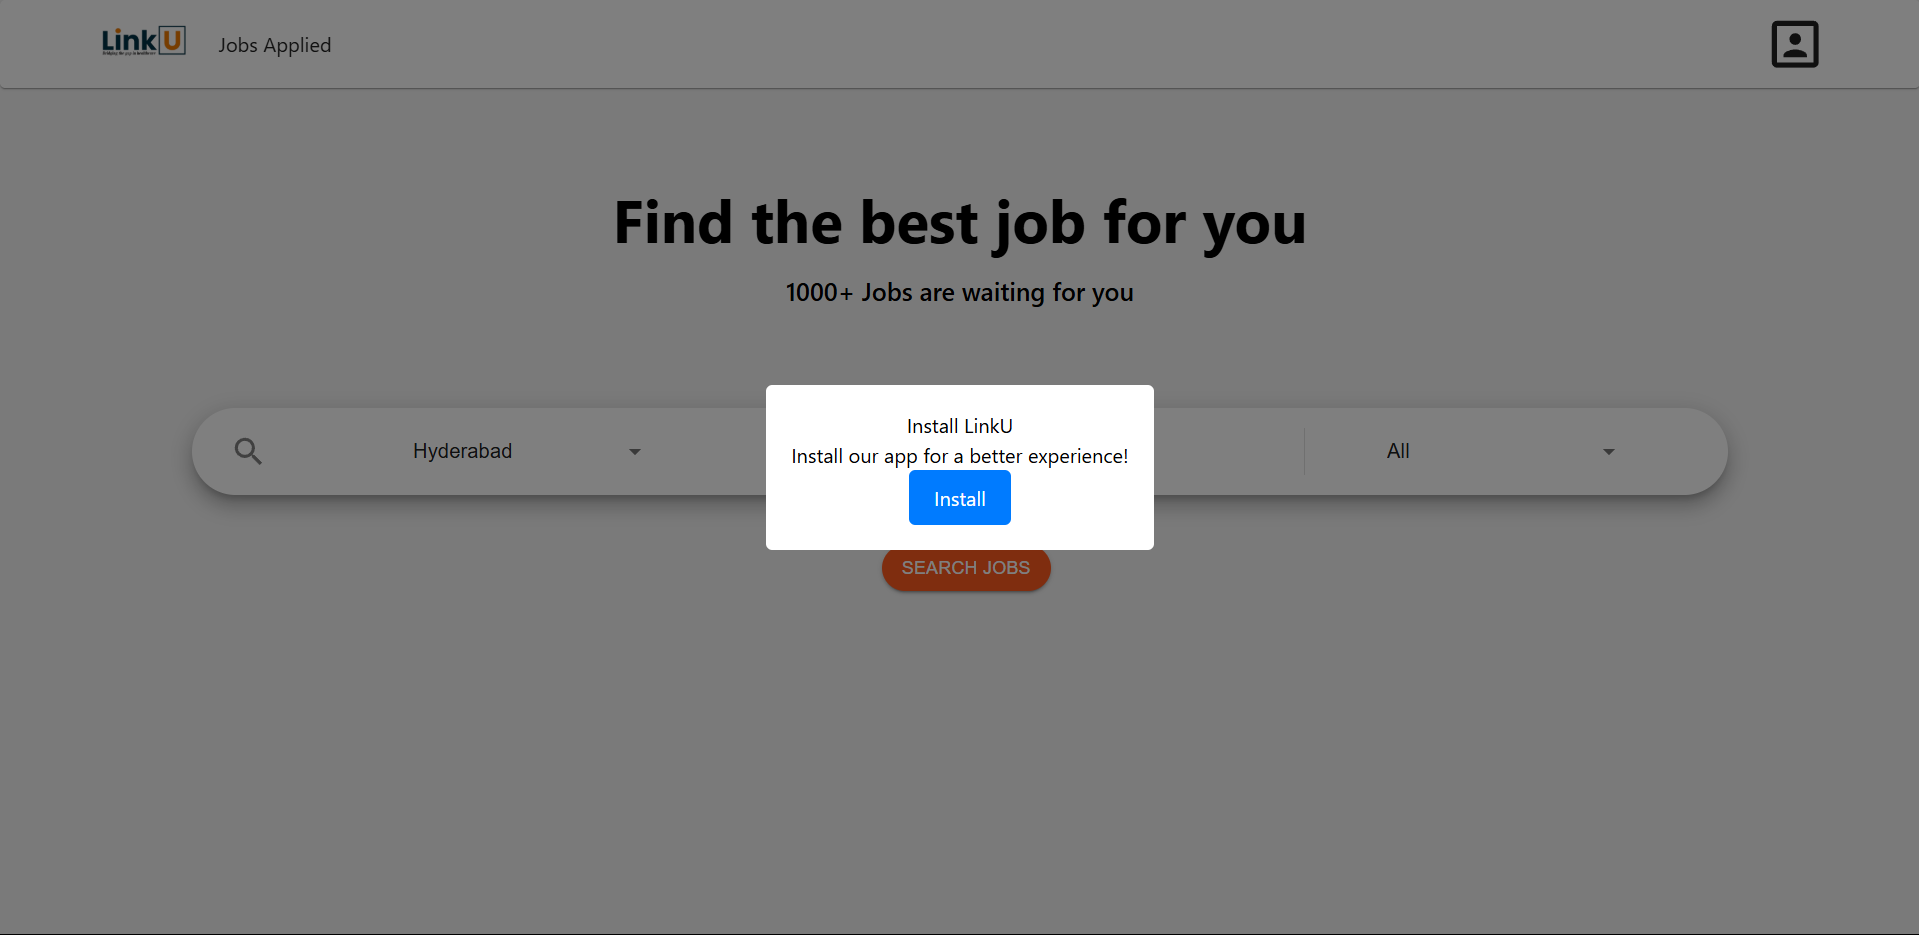 LinkU
Jobs Applied
Find the best job for you
1000+ Jobs are waiting for you
Hyderabad
All
Install LinkU
Install our app for a better experience!
Install
SEARCH JOBS